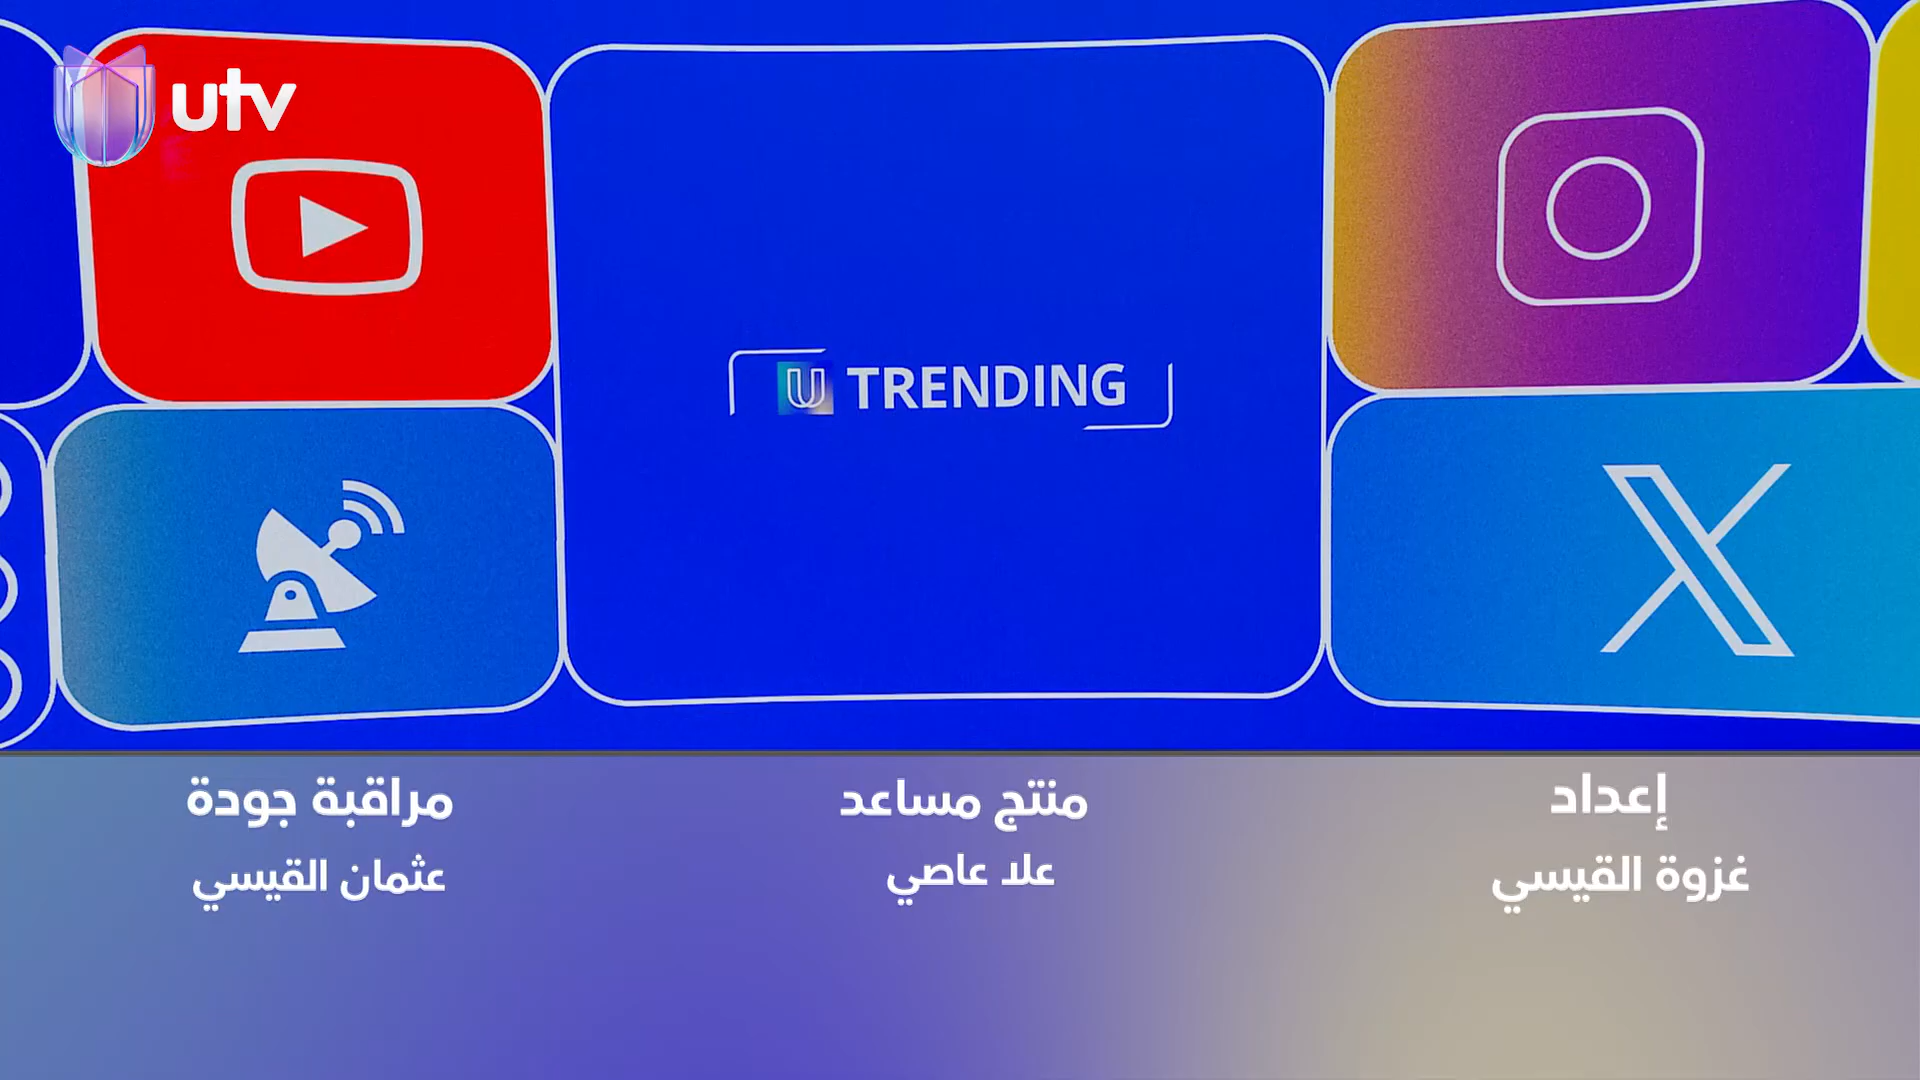 utv
U TRENDING
إعداد
غزوة القيسي
منتج مساعد
علا عاصي
مراقبة جودة
عثمان القيسي